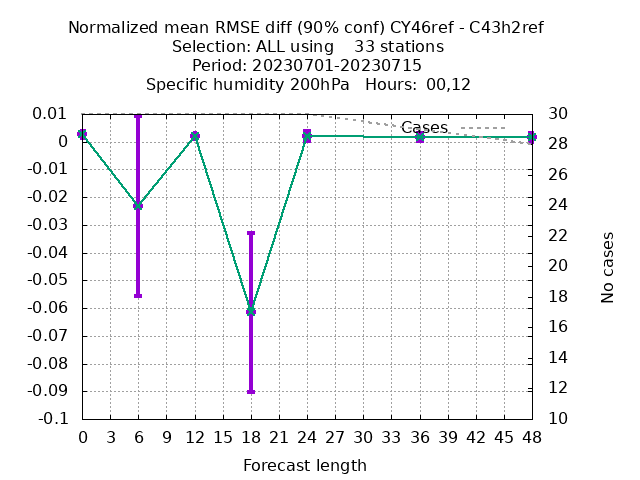 Normalized mean RMSE diff (90% conf) CY46ref - C43h2ref
Selection: ALL using    33 stations
Period: 20230701-20230715
Specific humidity 200hPa   Hours:  00,12
0.01
0
-0.01
-0.02
-0.03
-0.04
-0.05
-0.06
-0.07
-0.08
-0.09
-0.1
Cases
30
28
26
24
22
20
18
16
14
12
10
No cases
0 3 6 9 12 15 18 21 24 27 30 33 36 39 42 45 48
Forecast length